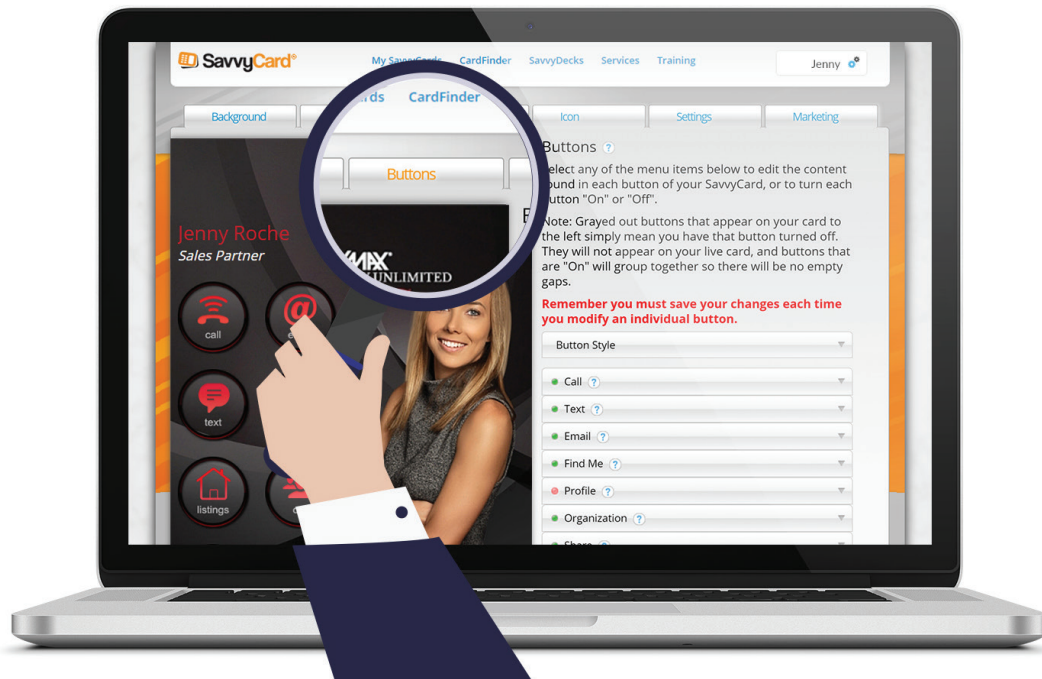 SavvyCard®
My SavvyCards CardFinder SavvyDecks Services Training
Jenny
rds CardFinder
Background
Buttons
Icon
Settings
Marketing
Jenny Roche
Sales Partner
UNLIMITED
call
text
listings
Buttons ?
Select any of the menu items below to edit the content
found in each button of your SavvyCard, or to turn each
button "On" or "Off".
Note: Grayed out buttons that appear on your card to
the left simply mean you have that button turned off.
They will not appear on your live card, and buttons that
are "On" will group together so there will be no empty
gaps.
Remember you must save your changes each time
you modify an individual button.
Button Style
Call ?
Text ?
Email ?
Find Me ?
Profile ?
Organization ?
Share ?